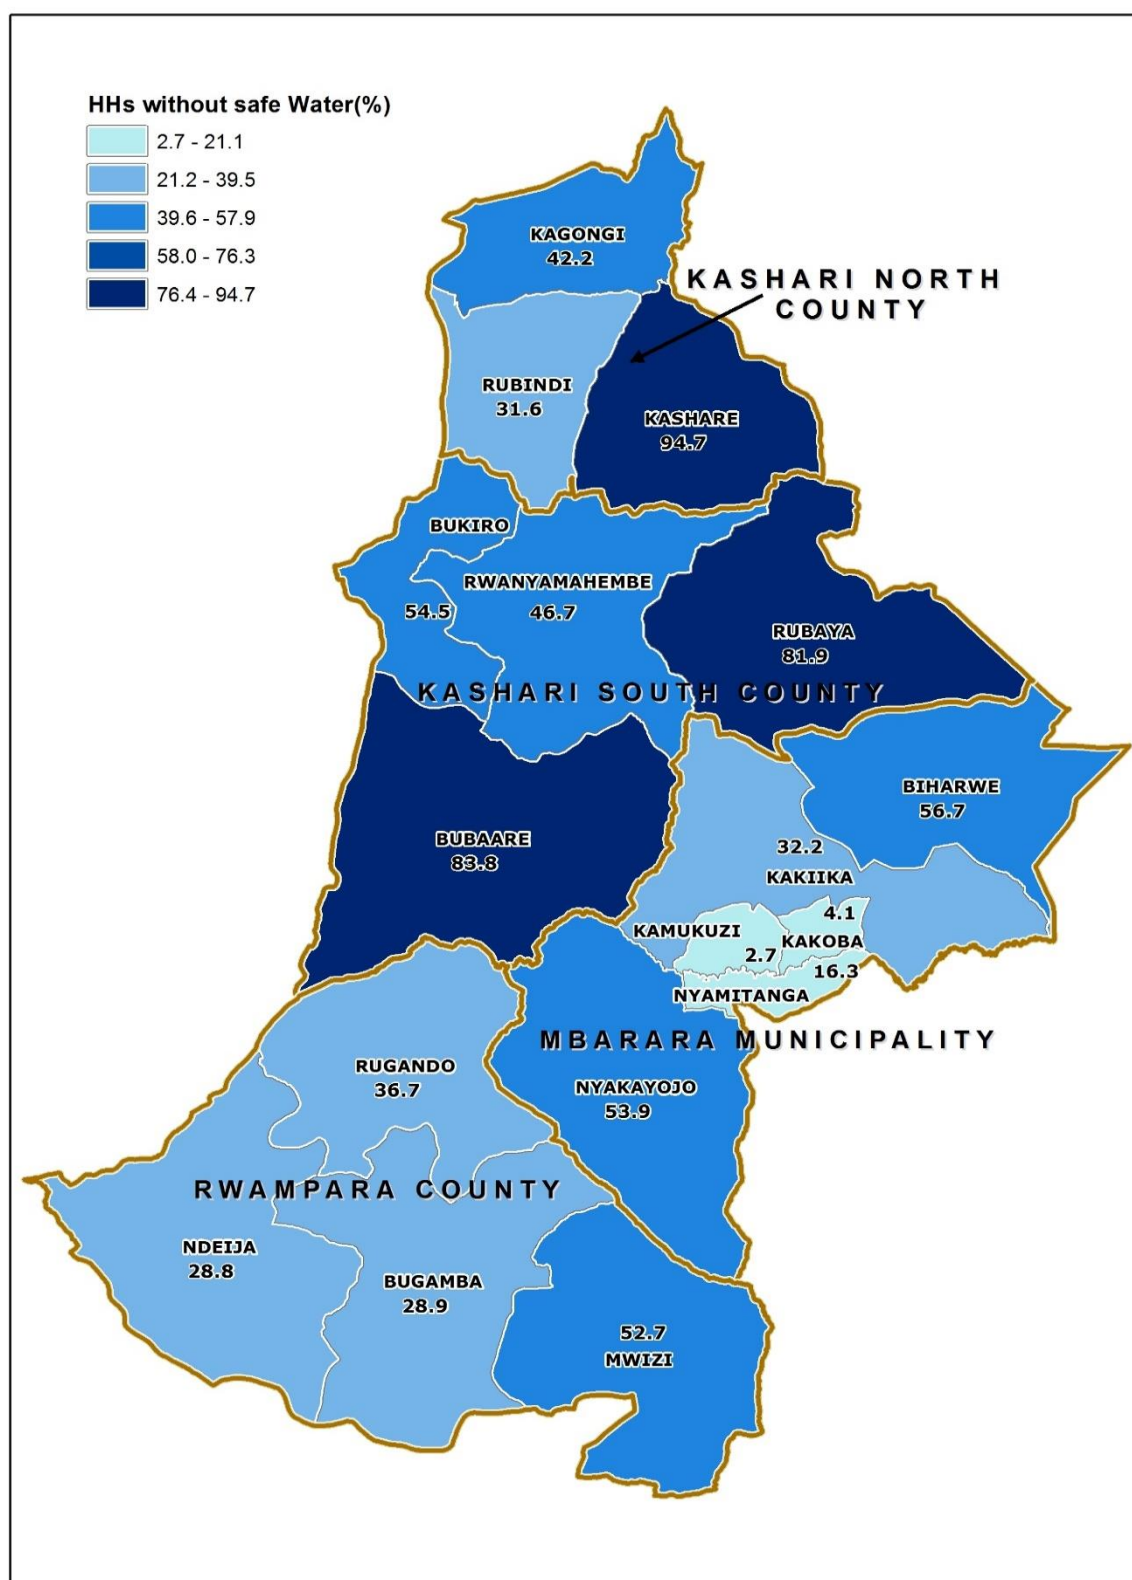 HHs without safe Water(%)
2.7 - 21.1
21.2 - 39.5
39.6 - 57.9
58.0 - 76.3
76.4 - 94.7
KAGONGI
42.2
KASHARI NORTH
COUNTY
RUBINDI
31.6
KASHARE
94.7
BUKIRO
54.5
RWANYAMAHEMBE
46.7
RUBAYA
81.9
KASHARI SOUTH COUNTY
BIHARWE
56.7
BUBAARE
83.8
32.2
KAKIIKA
KAMUKUZI
2.7
4.1
KAKOBA
16.3
NYAMITANGA
MBARARA MUNICIPALITY
RUGANDO
36.7
NYAKAYOJO
53.9
RWAMPARA COUNTY
NDEIJA
28.8
BUGAMBA
28.9
52.7
MWIZI